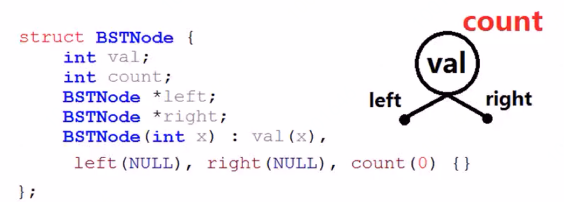 struct BSTNode {
int val;
int count;
BSTNode *left;
BSTNode *right;
BSTNode(int x) : val(x),
left(NULL), right(NULL), count(0) {}
};
count
val
left
right